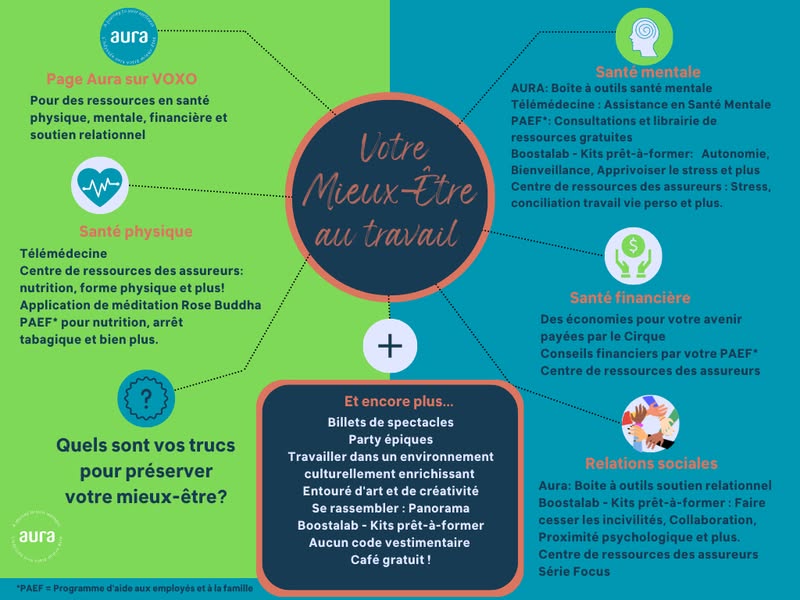 aura
Page Aura sur VOXO
Pour des ressources en santé
physique, mentale, financière et
soutien relationnel
Santé physique
Télémédecine
Centre de ressources des assureurs:
nutrition, forme physique et plus!
Application de méditation Rose Buddha
PAEF* pour nutrition, arrêt
tabagique et bien plus.
?
Quels sont vos trucs
pour préserver
votre mieux-être?
aura
*PAEF = Programme d'aide aux employés et à la famille
Votre
Mieux-Être
au travail
+
Et encore plus...
Billets de spectacles
Party épiques
Travailler dans un environnement
culturellement enrichissant
Entouré d'art et de créativité
Se rassembler : Panorama
Boostalab - Kits prêt-à-former
Aucun code vestimentaire
Café gratuit !
Santé mentale
AURA: Boite à outils santé mentale
Télémédecine : Assistance en Santé Mentale
PAEF*: Consultations et librairie de
ressources gratuites
Boostalab - Kits prêt-à-former: Autonomie,
Bienveillance, Apprivoiser le stress et plus
Centre de ressources des assureurs : Stress,
conciliation travail vie perso et plus.
$
Santé financière
Des économies pour votre avenir
payées par le Cirque
Conseils financiers par votre PAEF*
Centre de ressources des assureurs
Relations sociales
Aura: Boite à outils soutien relationnel
Boostalab - Kits prêt-à-former : Faire
cesser les incivilités, Collaboration,
Proximité psychologique et plus.
Centre de ressources des assureurs
Série Focus